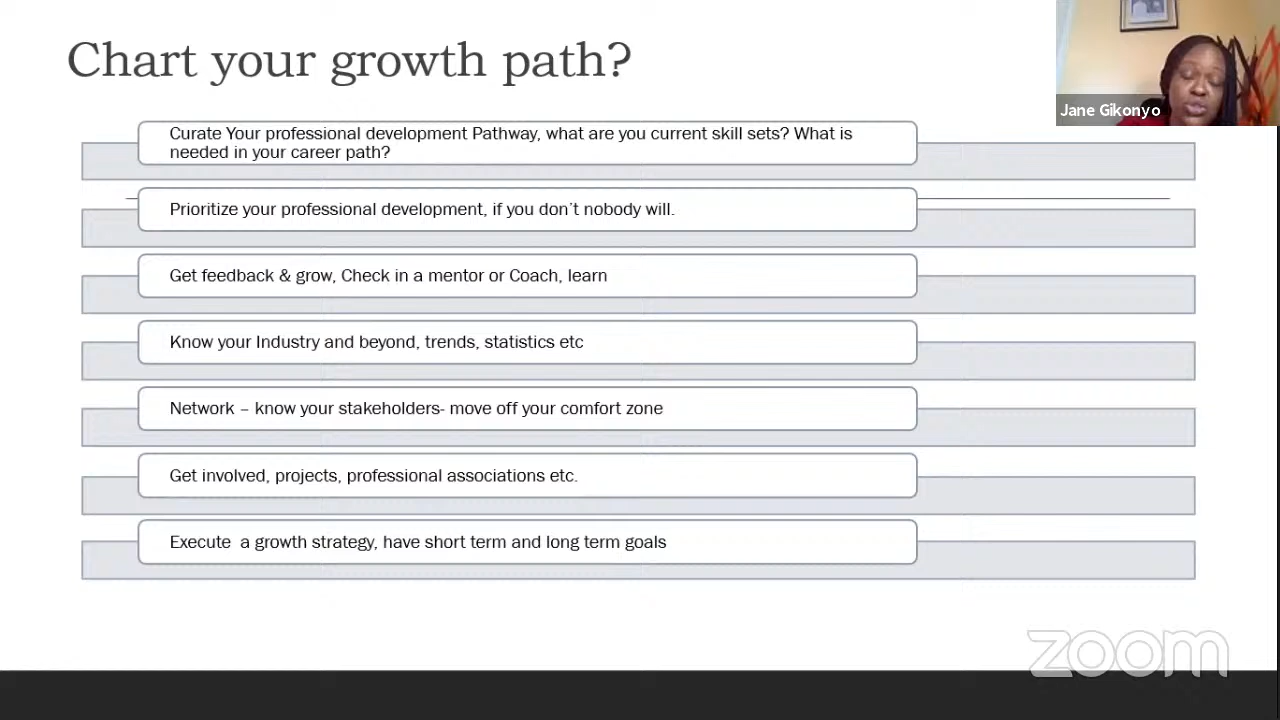 Chart your growth path?
Jane Gikonyo
Curate Your professional development Pathway, what are you current skill sets? What is
needed in your career path?
Prioritize your professional development, if you don’t nobody will.
Get feedback & grow, Check in a mentor or Coach, learn
Know your Industry and beyond, trends, statistics etc
Network – know your stakeholders- move off your comfort zone
Get involved, projects, professional associations etc.
Execute  a growth strategy, have short term and long term goals
zoom